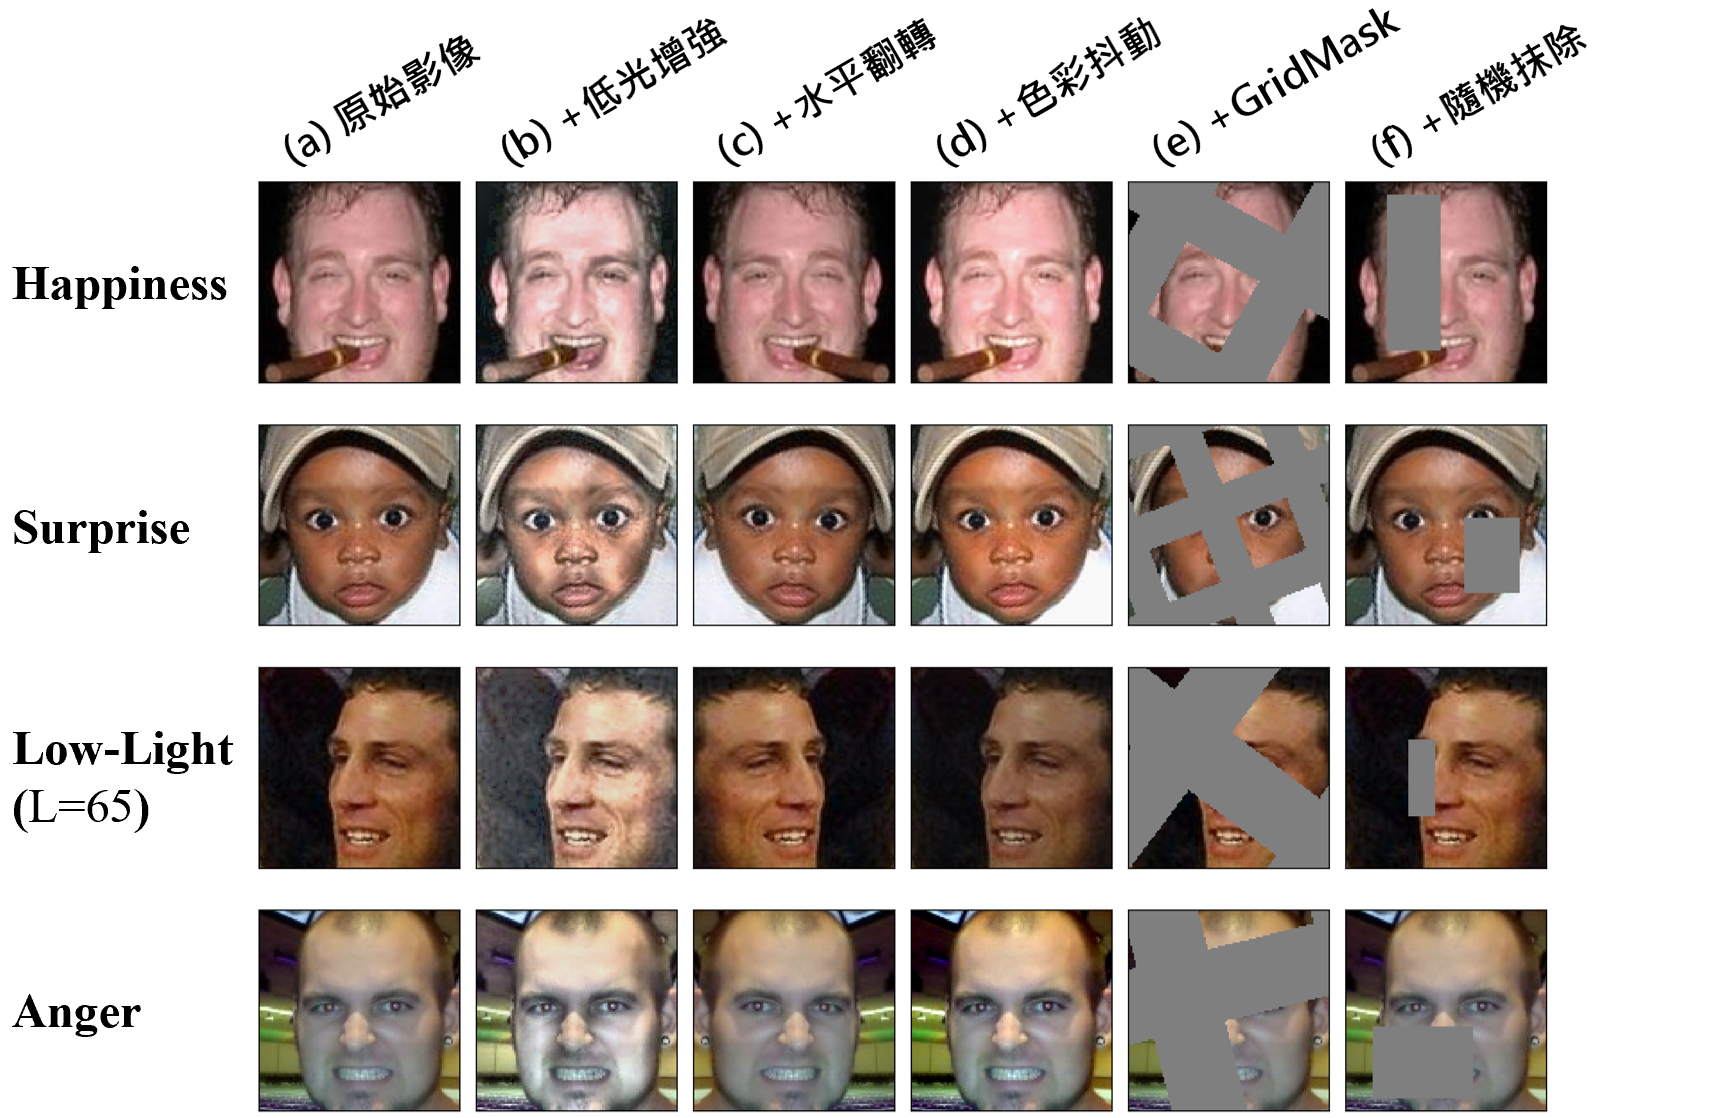 (a) 原始影像
(b) +低光增強
(c) +水平翻轉
(d) +色彩抖動
(e) +GridMask
(f) +隨機抹除
Happiness
Surprise
Low-Light
(L=65)
Anger